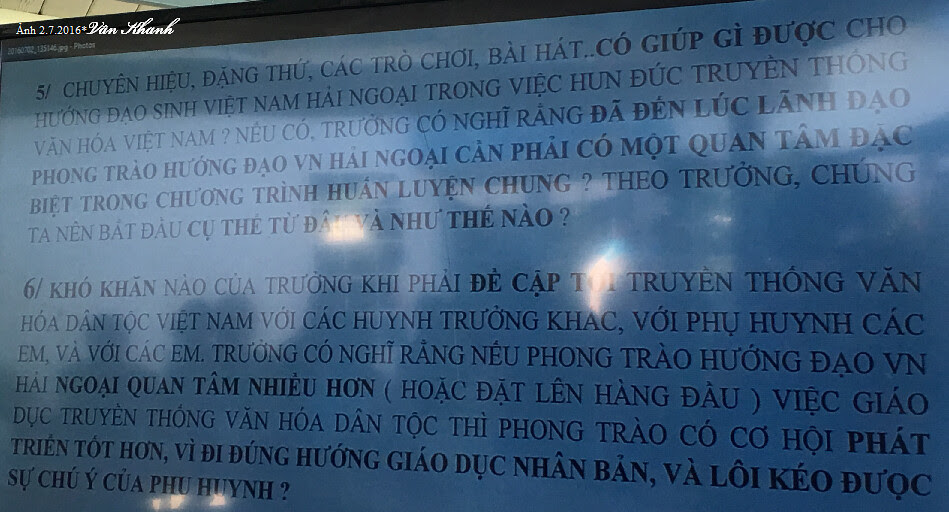 Ảnh 2.7.2016*Văn Khanh
20160702_135146.jpg - Photos
5/ CHUYÊN HIỆU, ĐẲNG THỨ, CÁC TRÒ CHƠI, BÀI HÁT..CÓ GIÚP GÌ ĐƯỢC CHO
HƯỚNG ĐẠO SINH VIỆT NAM HẢI NGOẠI TRONG VIỆC HUN ĐÚC TRUYỀN THỐNG
VĂN HÓA VIỆT NAM ? NẾU CÓ, TRƯỞNG CÓ NGHĨ RẰNG ĐÃ ĐẾN LÚC LÃNH ĐẠO
PHONG TRÀO HƯỚNG ĐẠO VN HẢI NGOẠI CẦN PHẢI CÓ MỘT QUAN TÂM ĐẶC
BIỆT TRONG CHƯƠNG TRÌNH HUẤN LUYỆN CHUNG ? THEO TRƯỞNG, CHÚNG
TA NÊN BẮT ĐẦU CỤ THỂ TỪ ĐÂU VÀ NHƯ THẾ NÀO ?
6/ KHÓ KHĂN NÀO CỦA TRƯỞNG KHI PHẢI ĐỀ CẬP TỚI TRUYỀN THỐNG VĂN
HÓA DÂN TỘC VIỆT NAM VỚI CÁC HUYNH TRƯỞNG KHÁC, VỚI PHỤ HUYNH CÁC
EM, VÀ VỚI CÁC EM. TRƯỞNG CÓ NGHĨ RẰNG NẾU PHONG TRÀO HƯỚNG ĐẠO VN
HẢI NGOẠI QUAN TÂM NHIỀU HƠN ( HOẶC ĐẶT LÊN HÀNG ĐẦU ) VIỆC GIÁO
DỤC TRUYỀN THỐNG VĂN HÓA DÂN TỘC THÌ PHONG TRÀO CÓ CƠ HỘI PHÁT
TRIỂN TỐT HƠN, VÌ ĐI ĐÚNG HƯỚNG GIÁO DỤC NHÂN BẢN, VÀ LÔI KÉO ĐƯỢC
SỰ CHÚ Ý CỦA PHỤ HUYNH ?